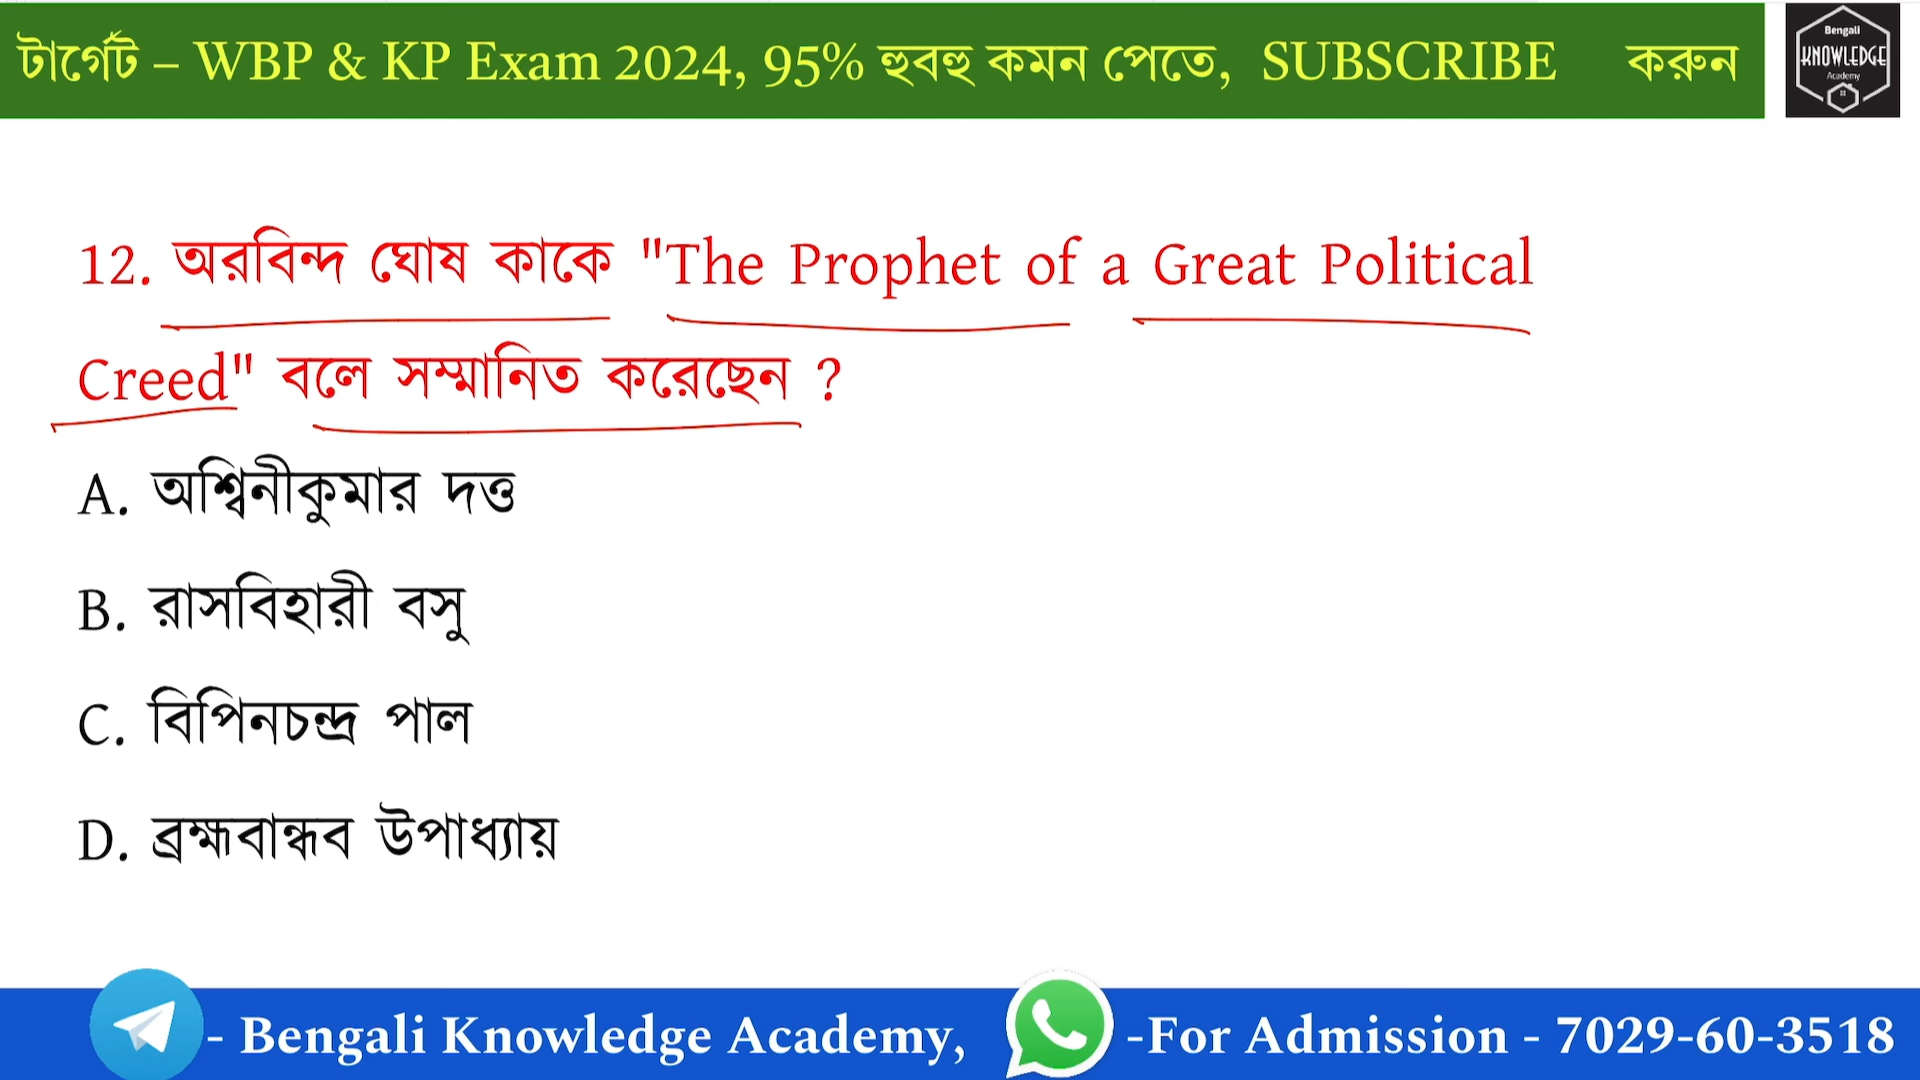 টার্গেট – WBP & KP Exam 2024, 95% হুবহু কমন পেতে, SUBSCRIBE করুন
Bengali
KNOWLEDGE
Academy
12. অরবিন্দ ঘোষ কাকে "The Prophet of a Great Political
Creed" বলে সম্মানিত করেছেন ?
A. অশ্বিনীকুমার দত্ত
B. রাসবিহারী বসু
C. বিপিনচন্দ্র পাল
D. ব্রহ্মবান্ধব উপাধ্যায়
- Bengali Knowledge Academy, -For Admission - 7029-60-3518